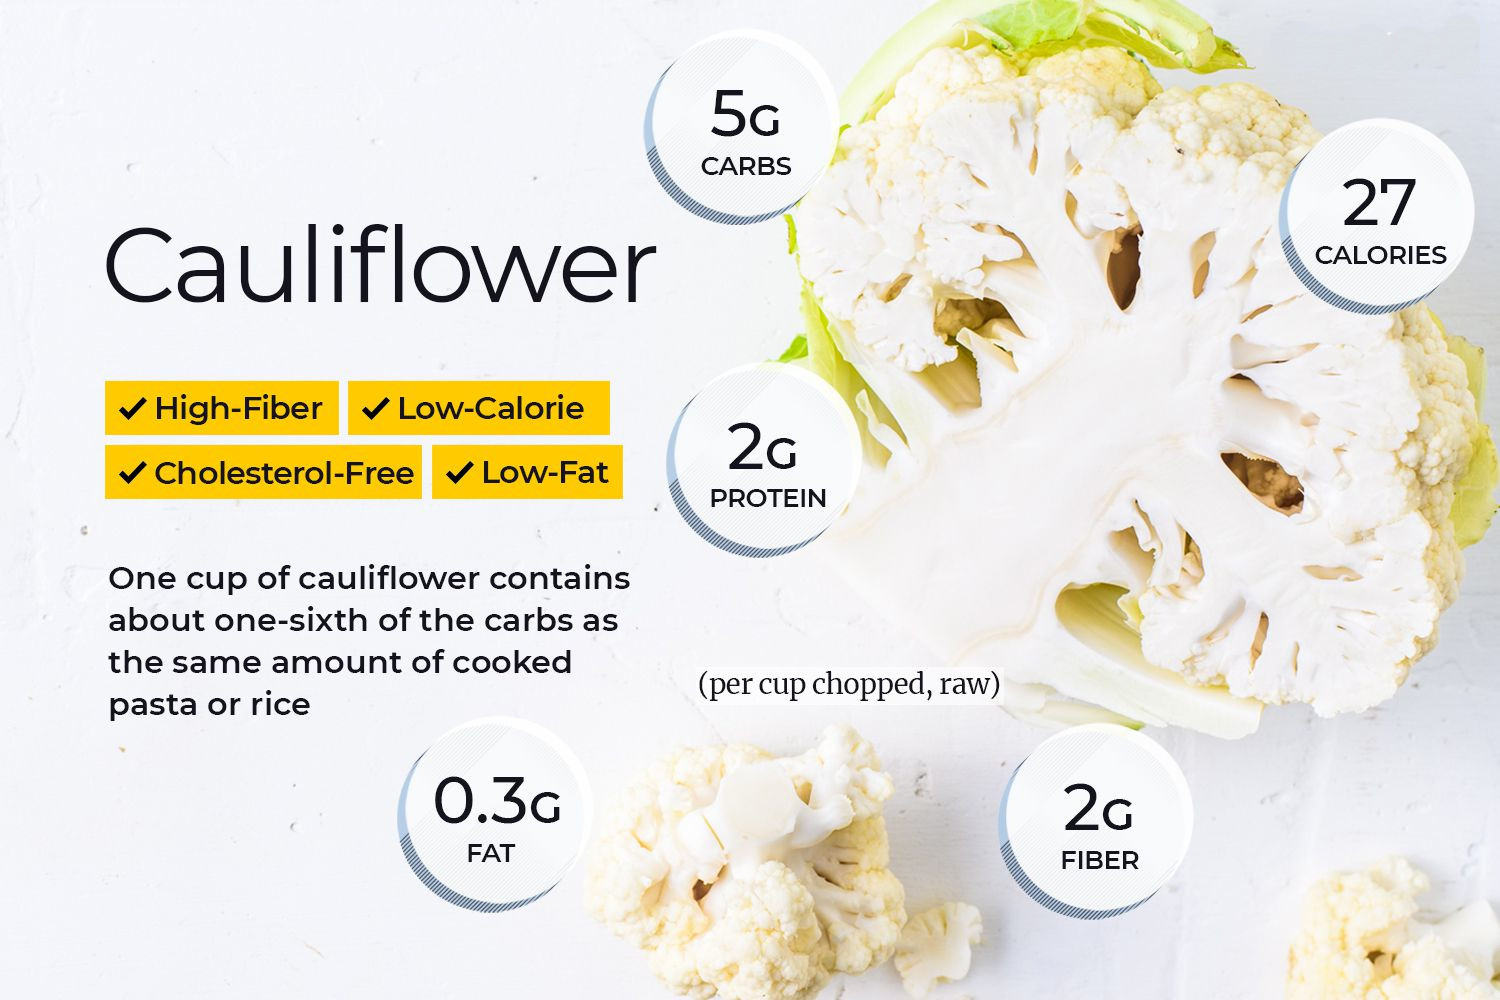 5G
CARBS
27
CALORIES
Cauliflower
High-Fiber
Low-Calorie
Cholesterol-Free
Low-Fat
2G
PROTEIN
One cup of cauliflower contains
about one-sixth of the carbs as
the same amount of cooked
pasta or rice
(per cup chopped, raw)
0.3G
FAT
2G
FIBER